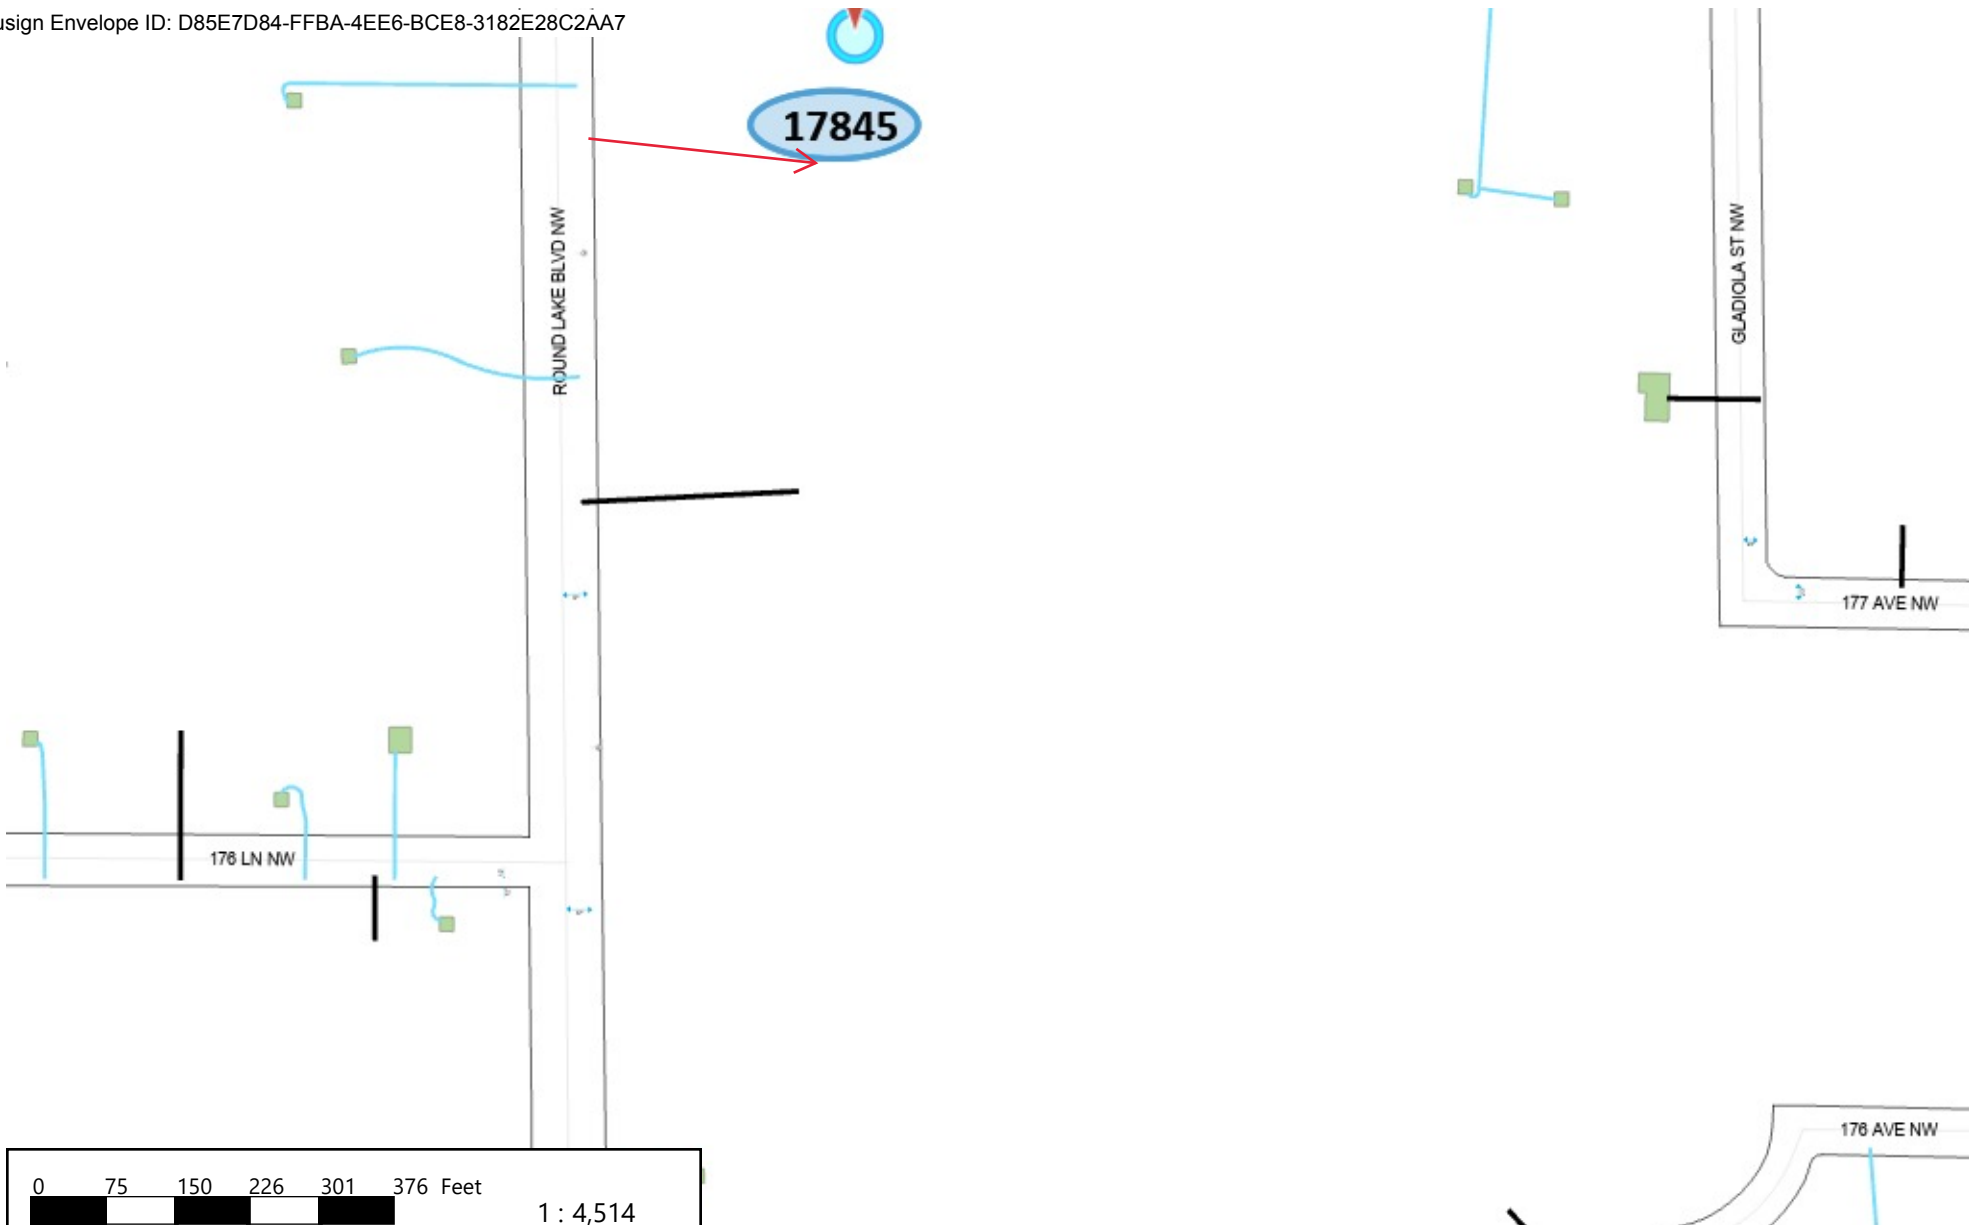 usign Envelope ID: D85E7D84-FFBA-4EE6-BCE8-3182E28C2AA7
17845
ROUND LAKE BLVD NW
GLADIOLA ST NW
177 AVE NW
176 LN NW
176 AVE NW
0 75 150 226 301 376 Feet
1 : 4,514